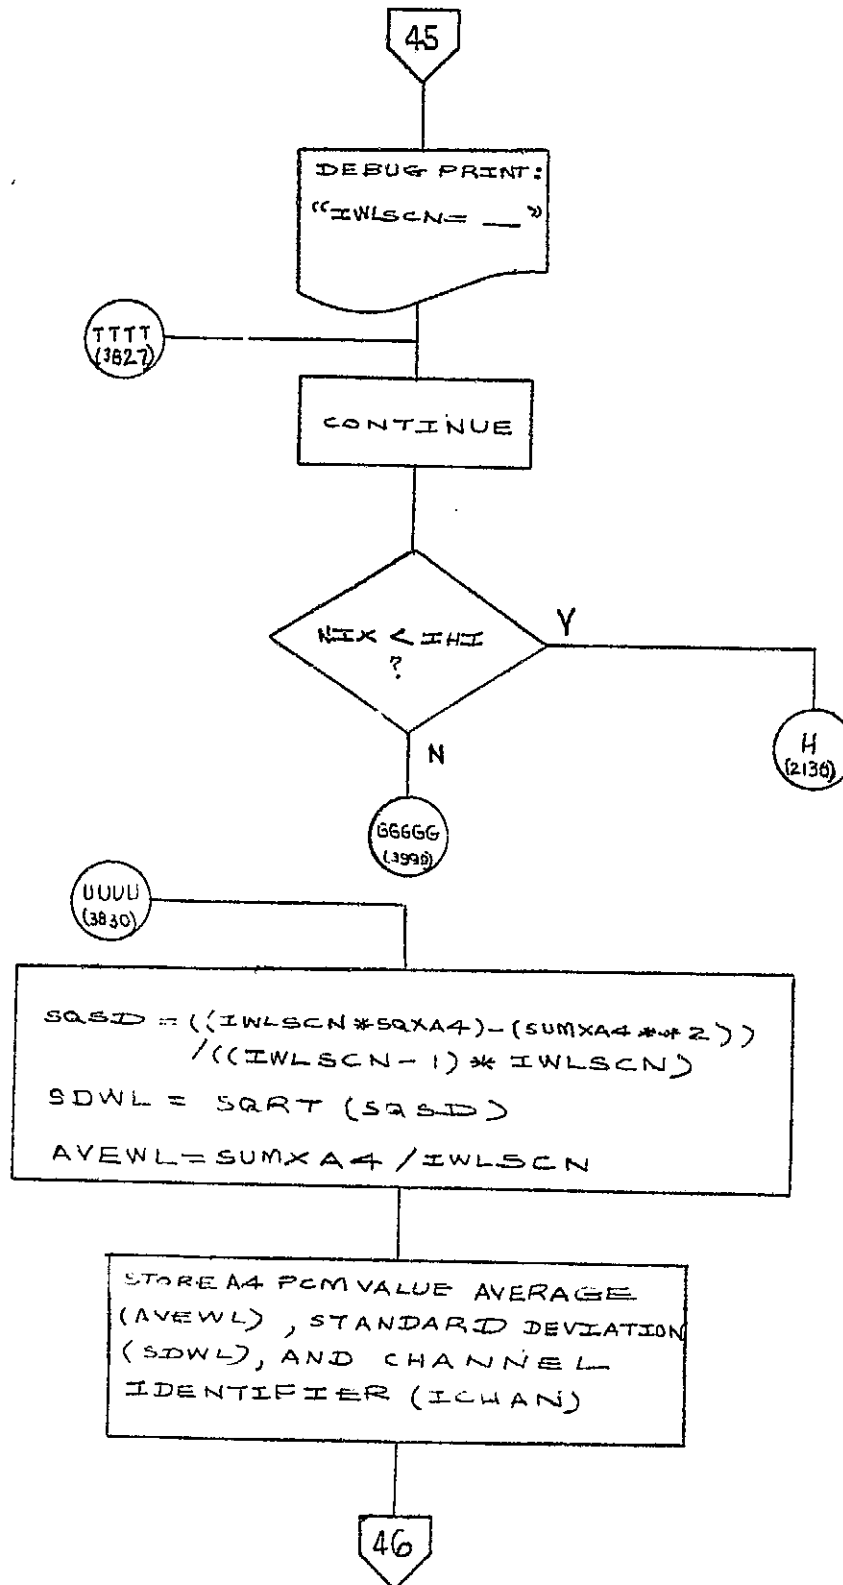 45
DEBUG PRINT:
"IWLSCN= __"
TTTT
(3827)
CONTINUE
NIX < IHI
?
Y
N
H
(2130)
GGGGG
(3990)
UUUU
(3830)
SQSD = ((IWLSCN*SQXA4)-(SUMXA4**2))
/((IWLSCN-1)* IWLSCN)
SDWL = SQRT (SQSD)
AVEWL=SUMXA4/IWLSCN
STORE A4 PCM VALUE AVERAGE
(AVEWL), STANDARD DEVIATION
(SDWL), AND CHANNEL
IDENTIFIER (ICHAN)
46